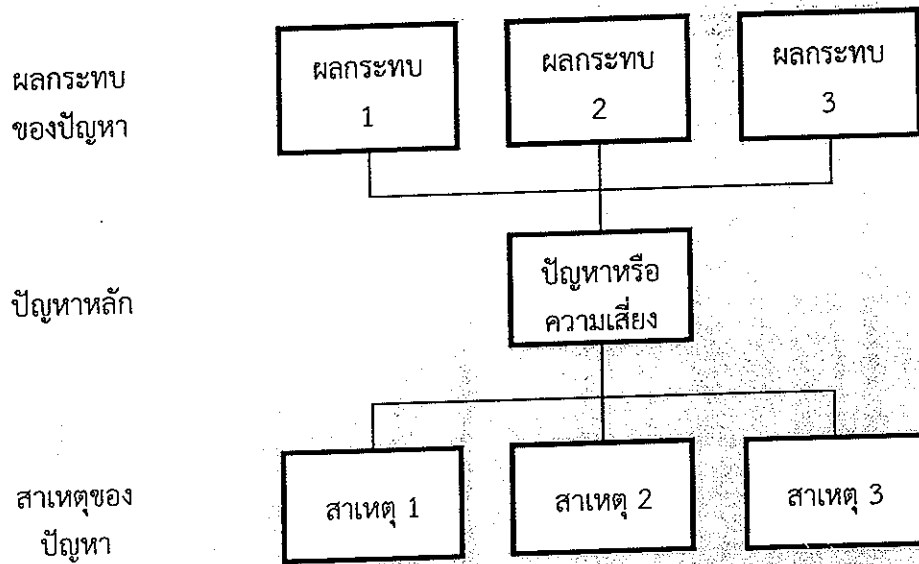 ผลกระทบ
ของปัญหา
ผลกระทบ
1
ผลกระทบ
2
ผลกระทบ
3
ปัญหาหลัก
ปัญหาหรือ
ความเสี่ยง
สาเหตุของ
ปัญหา
สาเหตุ 1
สาเหตุ 2
สาเหตุ 3